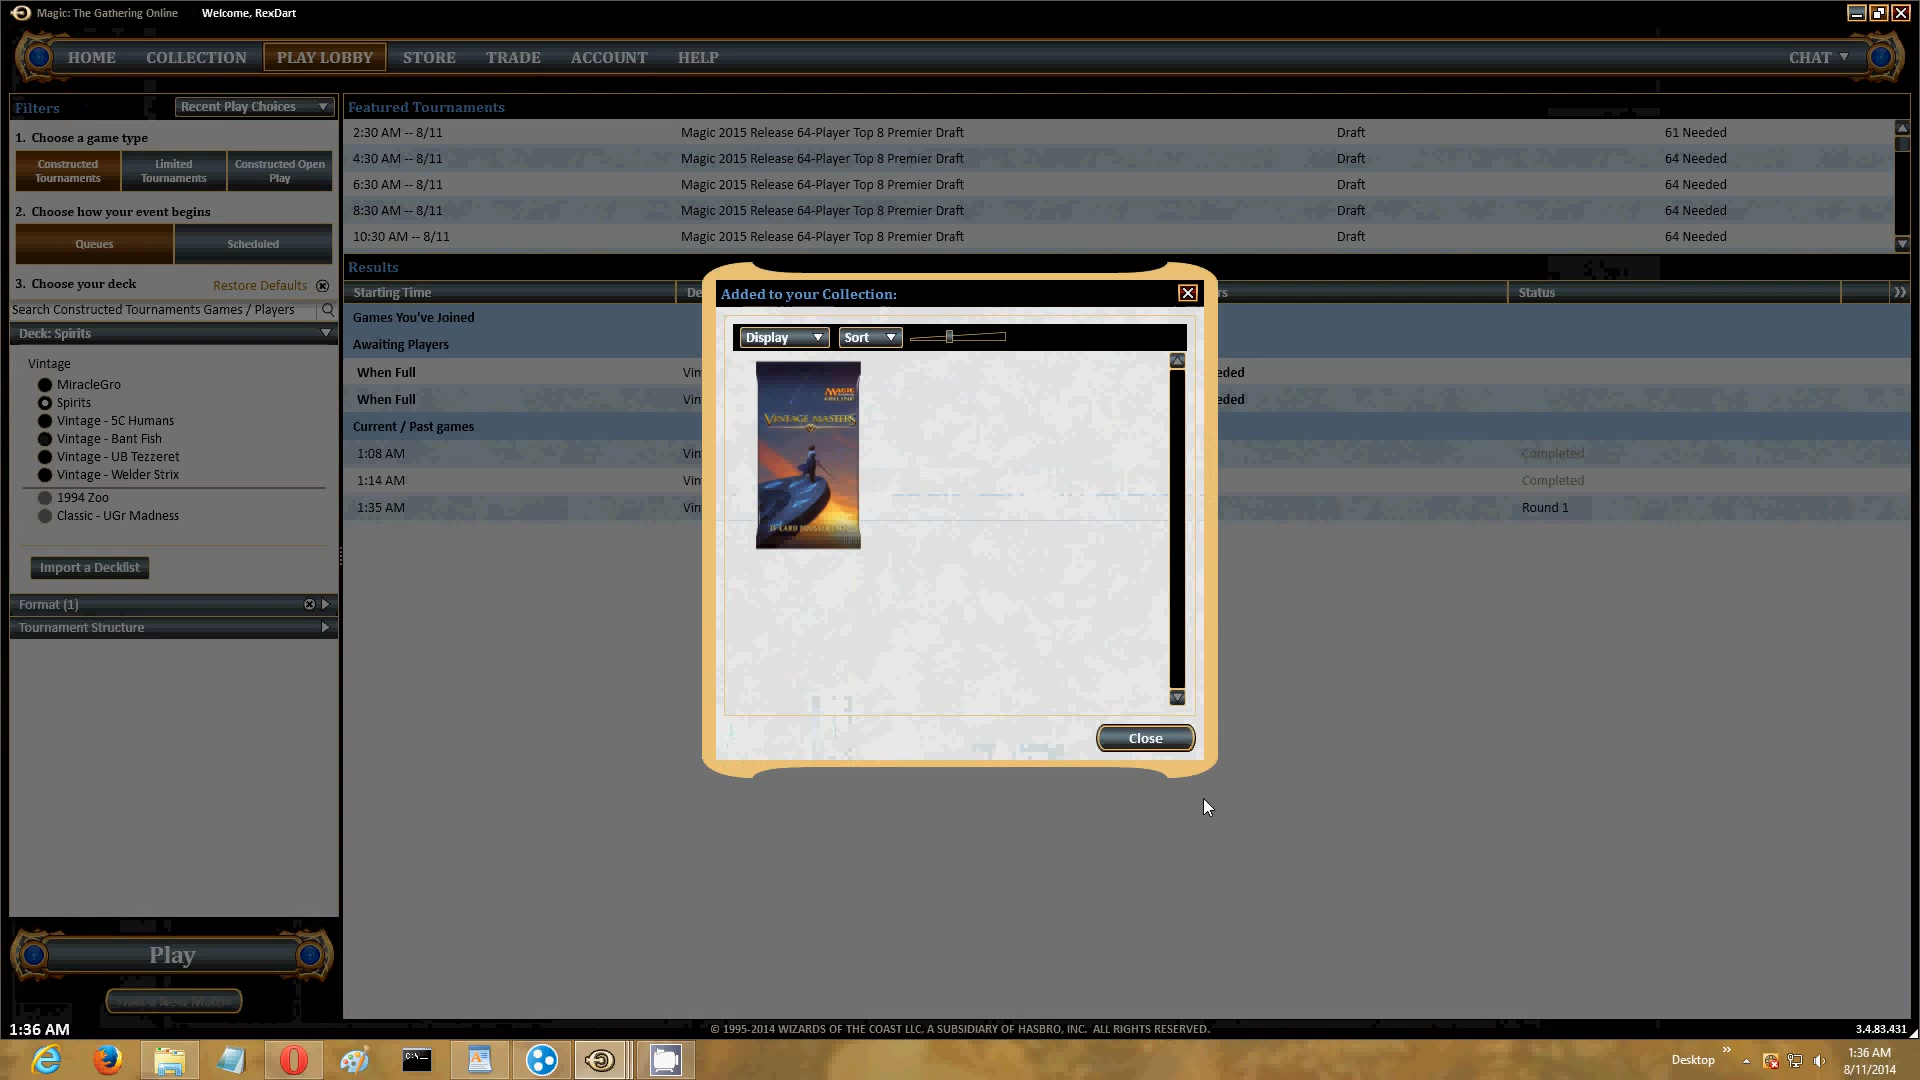 Magic: The Gathering Online Welcome, RexDart
HOME COLLECTION PLAY LOBBY STORE TRADE ACCOUNT HELP CHAT
Filters Recent Play Choices
1. Choose a game type
Constructed Tournaments
Limited Tournaments
Constructed Open Play
2. Choose how your event begins
Queues Scheduled
3. Choose your deck Restore Defaults
Search Constructed Tournaments Games / Players
Deck: Spirits
Vintage
MiracleGro
Spirits
Vintage - 5C Humans
Vintage - Bant Fish
Vintage - UB Tezzeret
Vintage - Welder Strix
1994 Zoo
Classic - UGr Madness
Import a Decklist
Format (1)
Tournament Structure
Play
1:36 AM
Featured Tournaments
2:30 AM -- 8/11 Magic 2015 Release 64-Player Top 8 Premier Draft Draft 61 Needed
4:30 AM -- 8/11 Magic 2015 Release 64-Player Top 8 Premier Draft Draft 64 Needed
6:30 AM -- 8/11 Magic 2015 Release 64-Player Top 8 Premier Draft Draft 64 Needed
8:30 AM -- 8/11 Magic 2015 Release 64-Player Top 8 Premier Draft Draft 64 Needed
10:30 AM -- 8/11 Magic 2015 Release 64-Player Top 8 Premier Draft Draft 64 Needed
Results
Starting Time De rs Status
Games You've Joined
Awaiting Players
When Full Vin eded
When Full Vin eded
Current / Past games
1:08 AM Vin Completed
1:14 AM Vin Completed
1:35 AM Vin Round 1
Added to your Collection:
Display Sort
MAGIC
ONLINE
VINTAGE MASTERS
Close
© 1995-2014 WIZARDS OF THE COAST LLC, A SUBSIDIARY OF HASBRO, INC. ALL RIGHTS RESERVED.
3.4.83.431
Desktop
1:36 AM
8/11/2014